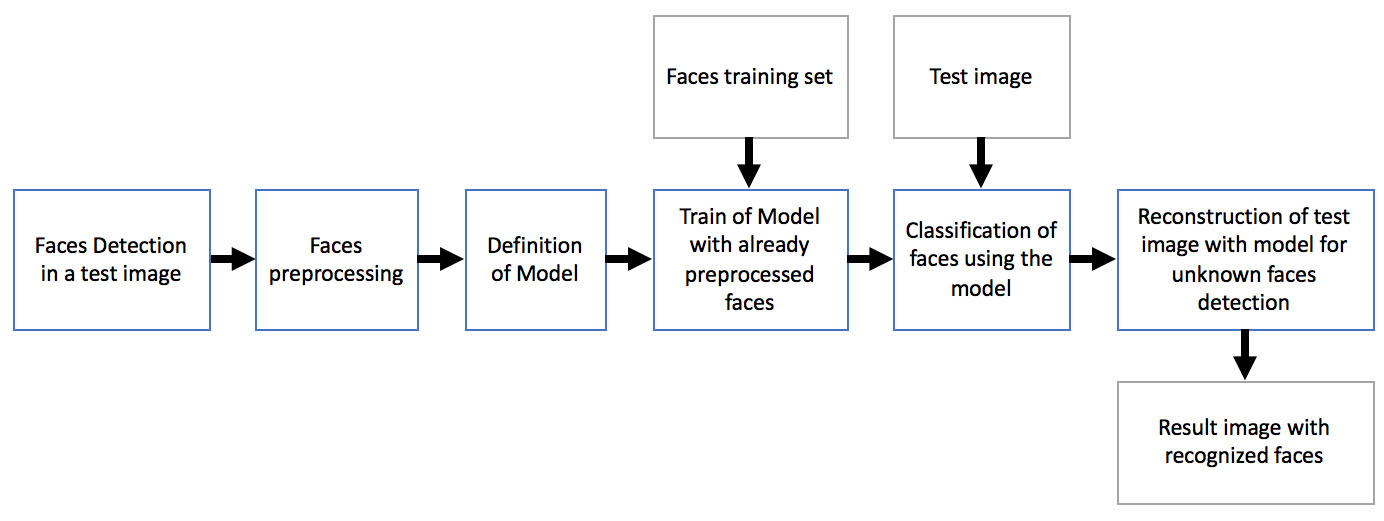 Faces training set
Test image
Faces Detection
in a test image
Faces
preprocessing
Definition
of Model
Train of Model
with already
preprocessed
faces
Classification of
faces using the
model
Reconstruction of test
image with model for
unknown faces
detection
Result image with
recognized faces